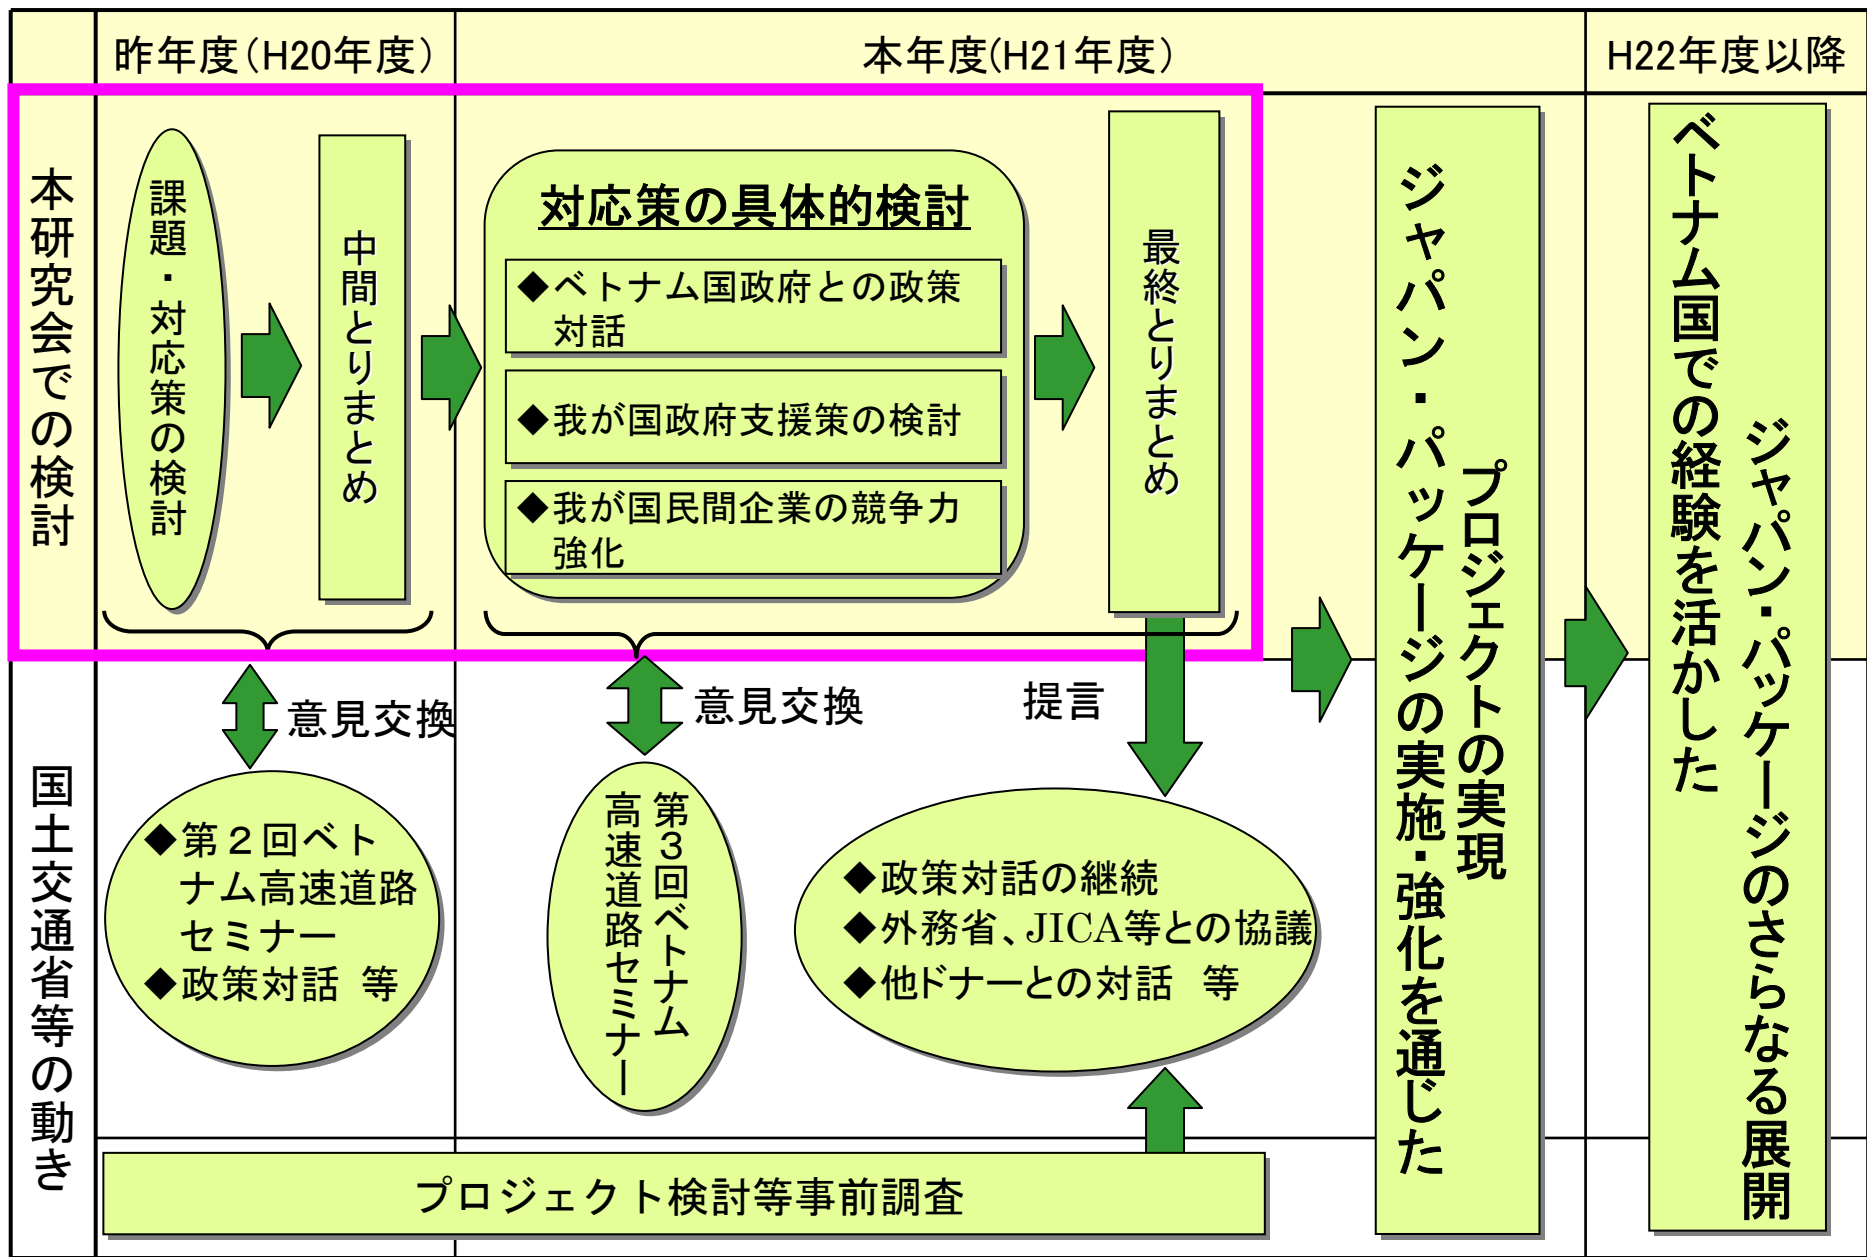 昨年度(H20年度)
本年度(H21年度)
H22年度以降
本研究会での検討
課題・対応策の検討
中間とりまとめ
対応策の具体的検討
◆ベトナム国政府との政策
対話
◆我が国政府支援策の検討
◆我が国民間企業の競争力
強化
最終とりまとめ
ジャパン・パッケージの実施・強化を通じた
プロジェクトの実現
ベトナム国での経験を活かした
ジャパン・パッケージのさらなる展開
国土交通省等の動き
意見交換
意見交換
提言
◆第2回ベト
ナム高速道路
セミナー
◆政策対話 等
第3回ベトナム
高速道路セミナー
◆政策対話の継続
◆外務省、JICA等との協議
◆他ドナーとの対話 等
プロジェクト検討等事前調査